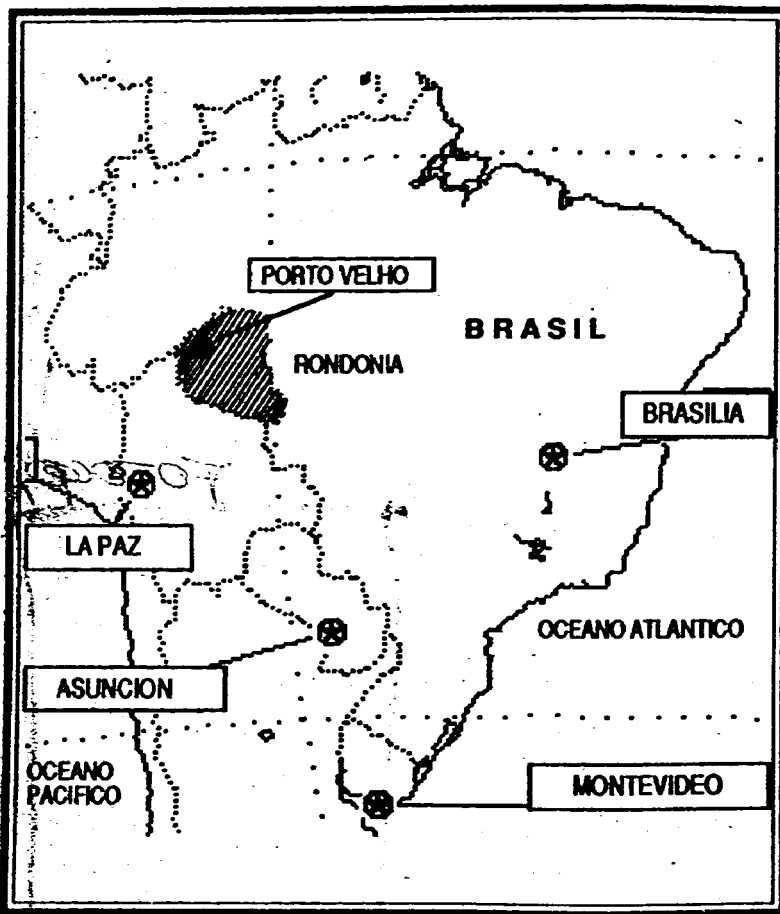 PORTO VELHO
BRASIL
RONDONIA
BRASILIA
LA PAZ
OCEANO ATLANTICO
ASUNCION
OCEANO
PACIFICO
MONTEVIDEO